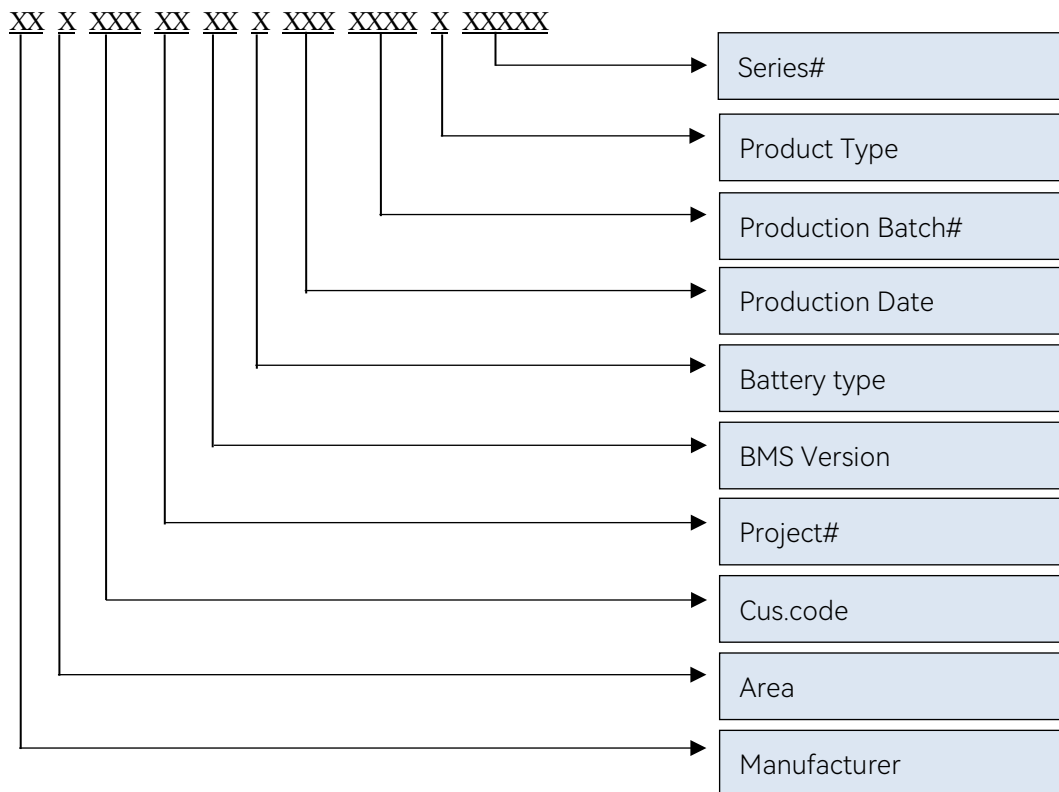 XX X XXX XX XX X XXX XXXX X XXXXX
Series#
Product Type
Production Batch#
Production Date
Battery type
BMS Version
Project#
Cus.code
Area
Manufacturer